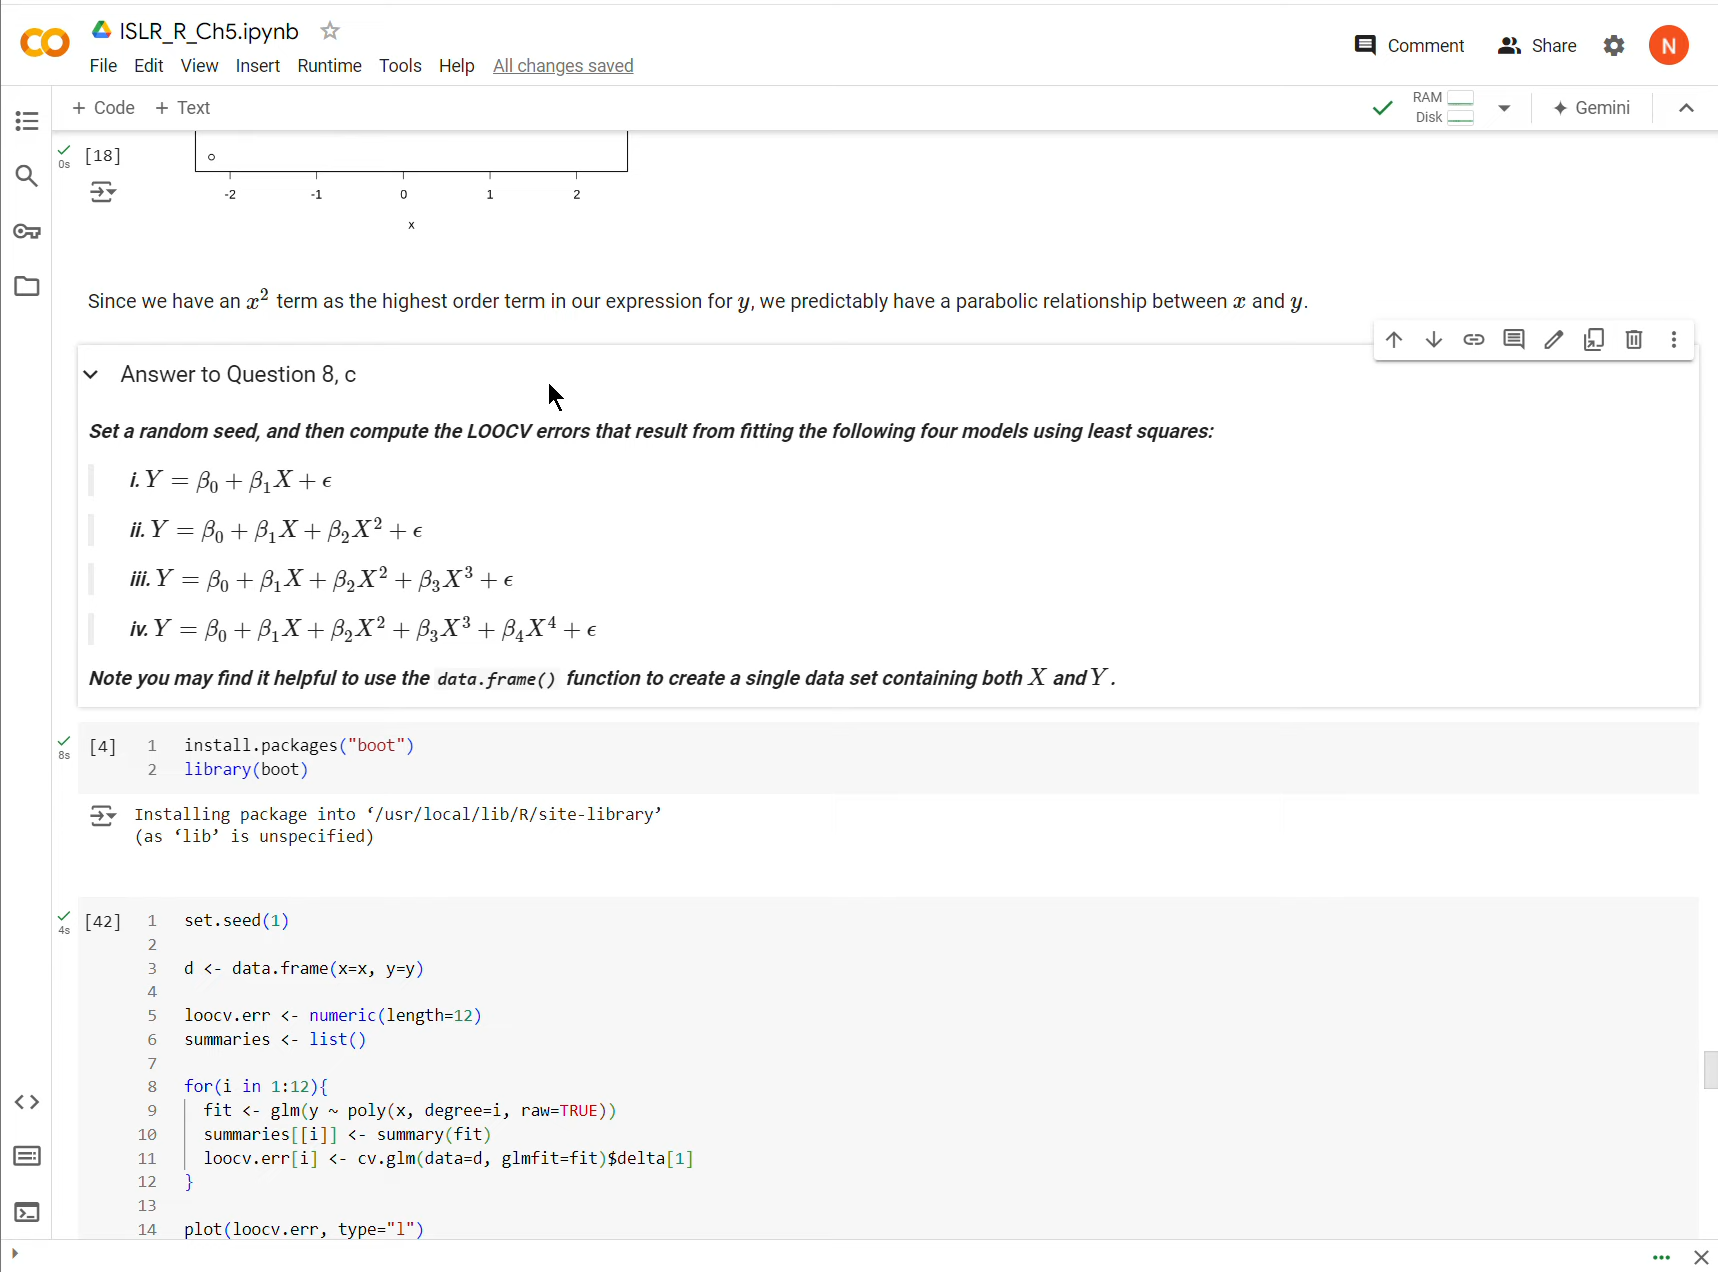 ISLR_R_Ch5.ipynb
Comment
Share
N
File Edit View Insert Runtime Tools Help All changes saved
+ Code + Text
RAM
Disk
Gemini
0s
[18]
-2 -1 0 1 2
x
Since we have an x² term as the highest order term in our expression for y, we predictably have a parabolic relationship between x and y.
Answer to Question 8, c
Set a random seed, and then compute the LOOCV errors that result from fitting the following four models using least squares:
i. Y = β₀ + β₁X + ϵ
ii. Y = β₀ + β₁X + β₂X² + ϵ
iii. Y = β₀ + β₁X + β₂X² + β₃X³ + ϵ
iv. Y = β₀ + β₁X + β₂X² + β₃X³ + β₄X⁴ + ϵ
Note you may find it helpful to use the data.frame() function to create a single data set containing both X and Y.
8s
[4]
1 install.packages("boot")
2 library(boot)
Installing package into ‘/usr/local/lib/R/site-library’
(as ‘lib’ is unspecified)
4s
[42]
1 set.seed(1)
2
3 d <- data.frame(x=x, y=y)
4
5 loocv.err <- numeric(length=12)
6 summaries <- list()
7
8 for(i in 1:12){
9 fit <- glm(y ~ poly(x, degree=i, raw=TRUE))
10 summaries[[i]] <- summary(fit)
11 loocv.err[i] <- cv.glm(data=d, glmfit=fit)$delta[1]
12 }
13
14 plot(loocv.err, type="l")